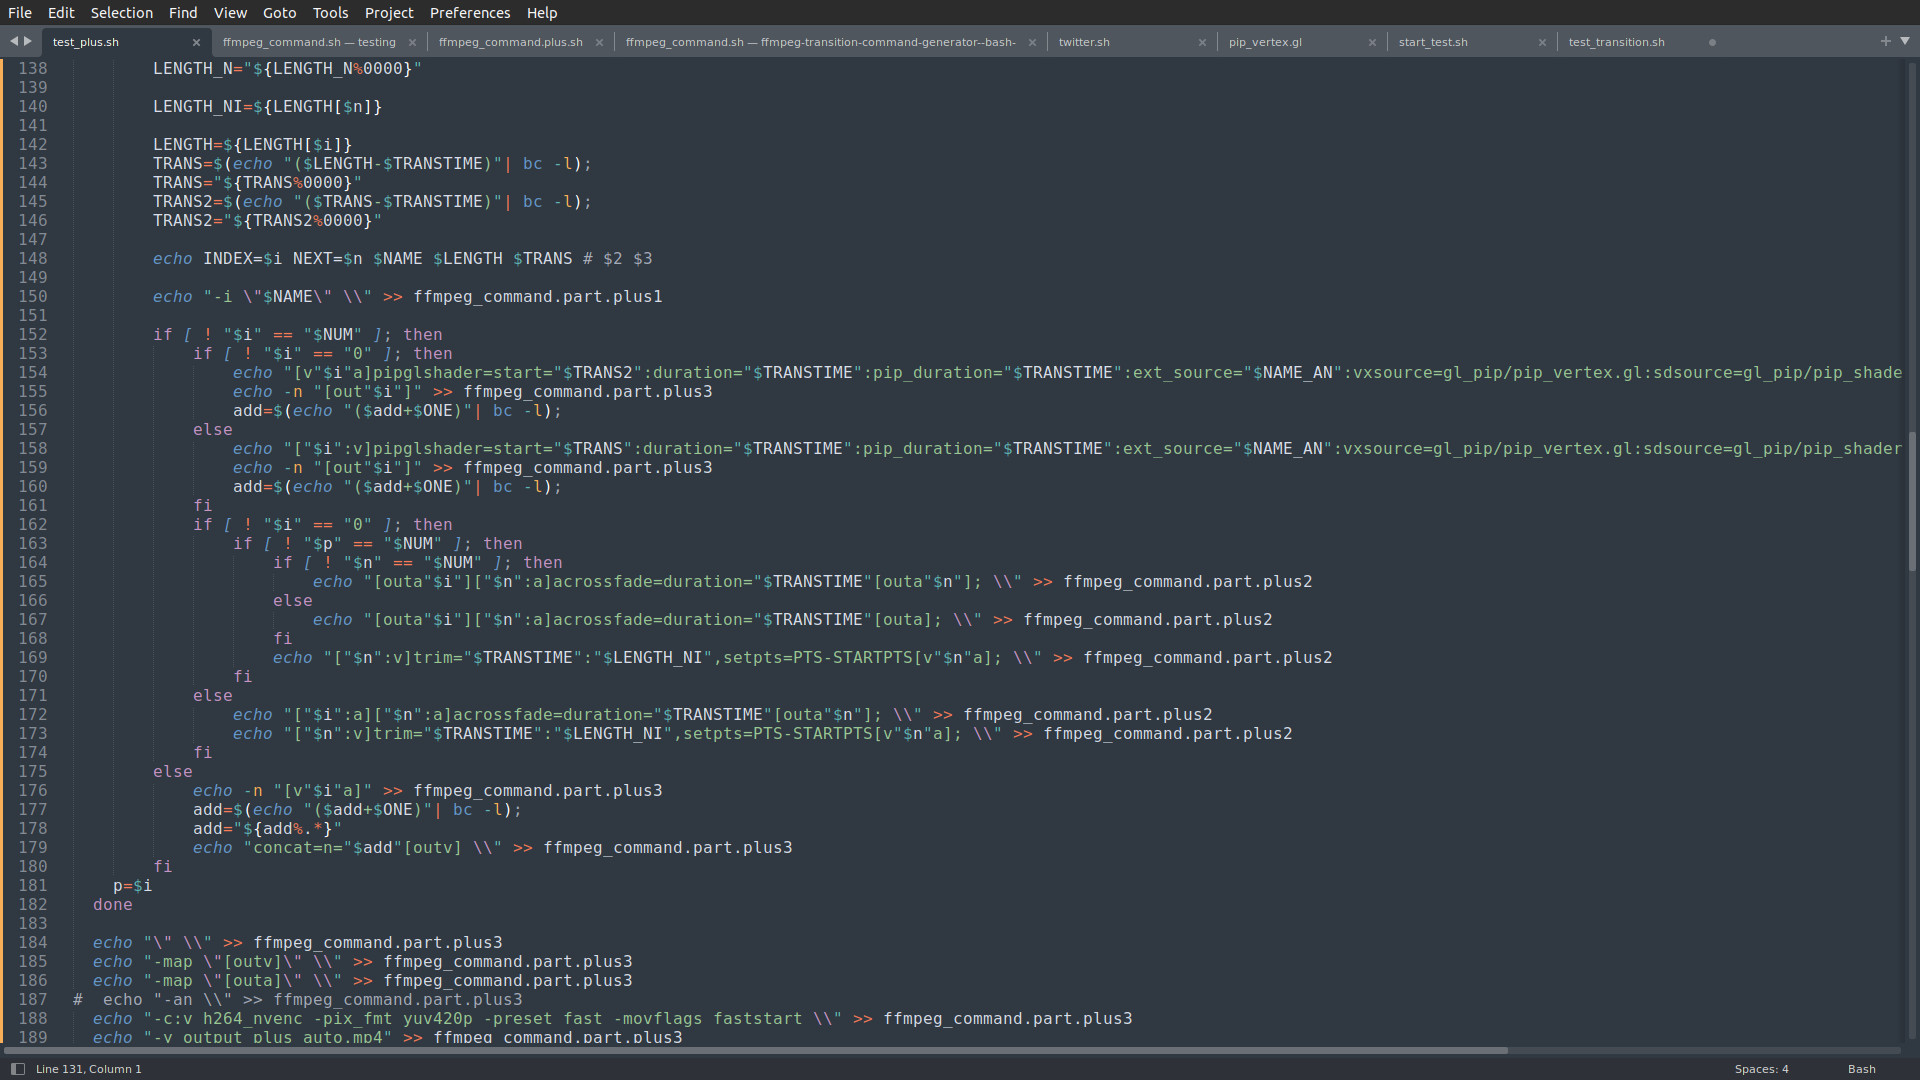 File Edit Selection Find View Goto Tools Project Preferences Help
test_plus.sh × ffmpeg_command.sh — testing × ffmpeg_command.plus.sh × ffmpeg_command.sh — ffmpeg-transition-command-generator--bash- × twitter.sh × pip_vertex.gl × start_test.sh × test_transition.sh
138 LENGTH_N="${LENGTH_N%0000}"
139
140 LENGTH_NI=${LENGTH[$n]}
141
142 LENGTH=${LENGTH[$i]}
143 TRANS=$(echo "($LENGTH-$TRANSTIME)"| bc -l);
144 TRANS="${TRANS%0000}"
145 TRANS2=$(echo "($TRANS-$TRANSTIME)"| bc -l);
146 TRANS2="${TRANS2%0000}"
147
148 echo INDEX=$i NEXT=$n $NAME $LENGTH $TRANS # $2 $3
149
150 echo "-i \"$NAME\" \\" >> ffmpeg_command.part.plus1
151
152 if [ ! "$i" == "$NUM" ]; then
153 if [ ! "$i" == "0" ]; then
154 echo "[v"$i"a]pipglshader=start="$TRANS2":duration="$TRANSTIME":pip_duration="$TRANSTIME":ext_source="$NAME_AN":vxsource=gl_pip/pip_vertex.gl:sdsource=gl_pip/pip_shade
155 echo -n "[out"$i"]" >> ffmpeg_command.part.plus3
156 add=$(echo "($add+$ONE)"| bc -l);
157 else
158 echo "["$i":v]pipglshader=start="$TRANS":duration="$TRANSTIME":pip_duration="$TRANSTIME":ext_source="$NAME_AN":vxsource=gl_pip/pip_vertex.gl:sdsource=gl_pip/pip_shader
159 echo -n "[out"$i"]" >> ffmpeg_command.part.plus3
160 add=$(echo "($add+$ONE)"| bc -l);
161 fi
162 if [ ! "$i" == "0" ]; then
163 if [ ! "$p" == "$NUM" ]; then
164 if [ ! "$n" == "$NUM" ]; then
165 echo "[outa"$i"]["$n":a]acrossfade=duration="$TRANSTIME"[outa"$n"]; \\" >> ffmpeg_command.part.plus2
166 else
167 echo "[outa"$i"]["$n":a]acrossfade=duration="$TRANSTIME"[outa]; \\" >> ffmpeg_command.part.plus2
168 fi
169 echo "["$n":v]trim="$TRANSTIME":"$LENGTH_NI",setpts=PTS-STARTPTS[v"$n"a]; \\" >> ffmpeg_command.part.plus2
170 fi
171 else
172 echo "["$i":a]["$n":a]acrossfade=duration="$TRANSTIME"[outa"$n"]; \\" >> ffmpeg_command.part.plus2
173 echo "["$n":v]trim="$TRANSTIME":"$LENGTH_NI",setpts=PTS-STARTPTS[v"$n"a]; \\" >> ffmpeg_command.part.plus2
174 fi
175 else
176 echo -n "[v"$i"a]" >> ffmpeg_command.part.plus3
177 add=$(echo "($add+$ONE)"| bc -l);
178 add="${add%.*}"
179 echo "concat=n="$add"[outv] \\" >> ffmpeg_command.part.plus3
180 fi
181 p=$i
182 done
183
184 echo "\" \\" >> ffmpeg_command.part.plus3
185 echo "-map \"[outv]\" \\" >> ffmpeg_command.part.plus3
186 echo "-map \"[outa]\" \\" >> ffmpeg_command.part.plus3
187 # echo "-an \\" >> ffmpeg_command.part.plus3
188 echo "-c:v h264_nvenc -pix_fmt yuv420p -preset fast -movflags faststart \\" >> ffmpeg_command.part.plus3
189 echo "-y output_plus_auto.mp4" >> ffmpeg_command.part.plus3
Line 131, Column 1 Spaces: 4 Bash